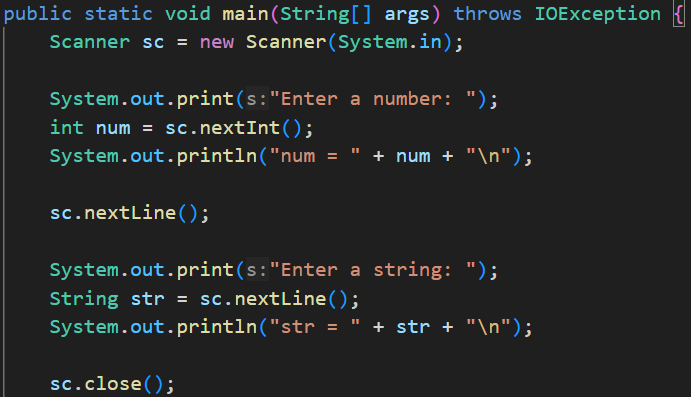 public static void main(String[] args) throws IOException {
Scanner sc = new Scanner(System.in);
System.out.print(s:"Enter a number: ");
int num = sc.nextInt();
System.out.println("num = " + num + "\n");
sc.nextLine();
System.out.print(s:"Enter a string: ");
String str = sc.nextLine();
System.out.println("str = " + str + "\n");
sc.close();